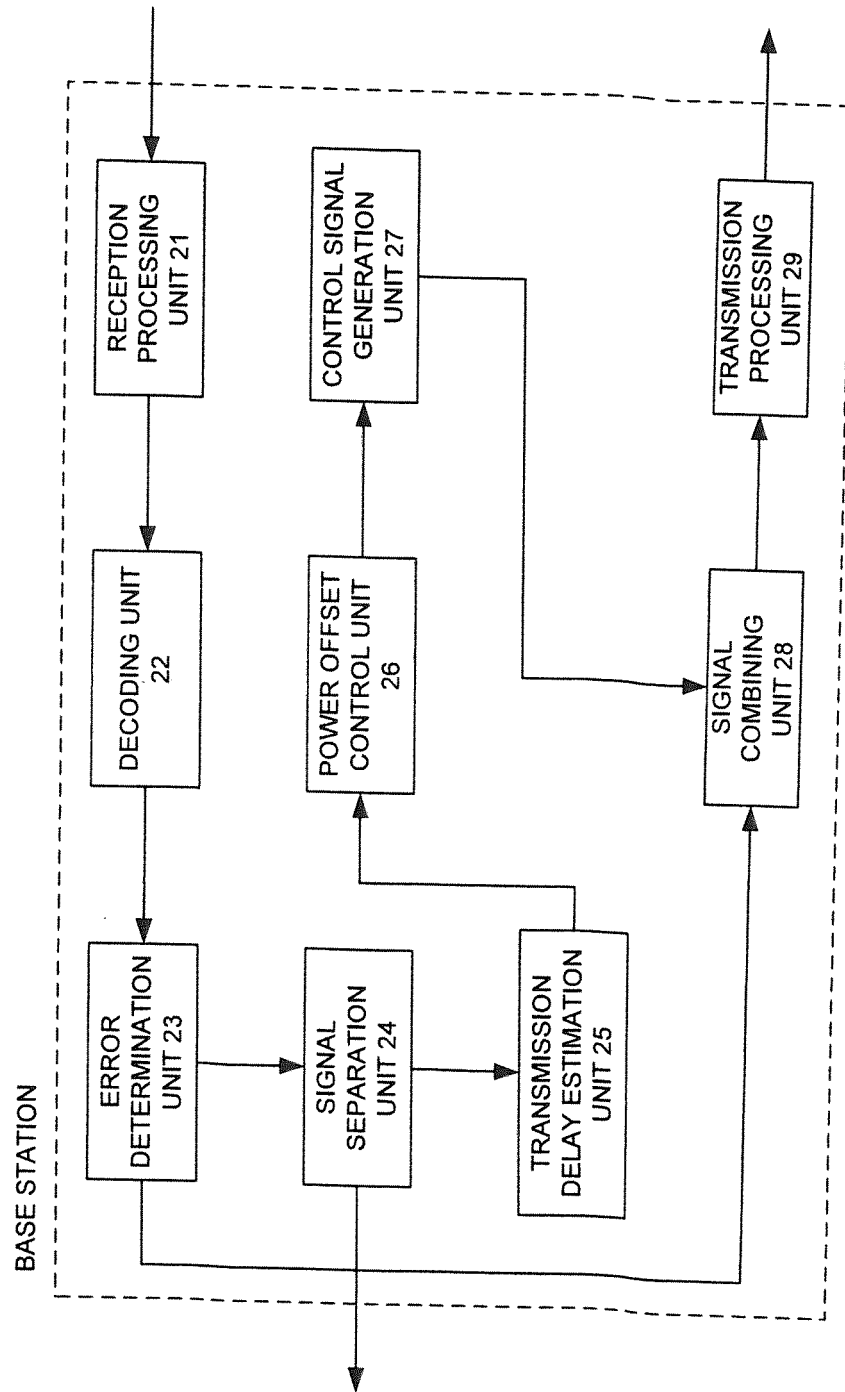 BASE STATION
RECEPTION
PROCESSING
UNIT 21
DECODING UNIT
22
ERROR
DETERMINATION
UNIT 23
SIGNAL
SEPARATION
UNIT 24
TRANSMISSION
DELAY ESTIMATION
UNIT 25
POWER OFFSET
CONTROL UNIT
26
CONTROL SIGNAL
GENERATION
UNIT 27
SIGNAL
COMBINING
UNIT 28
TRANSMISSION
PROCESSING
UNIT 29